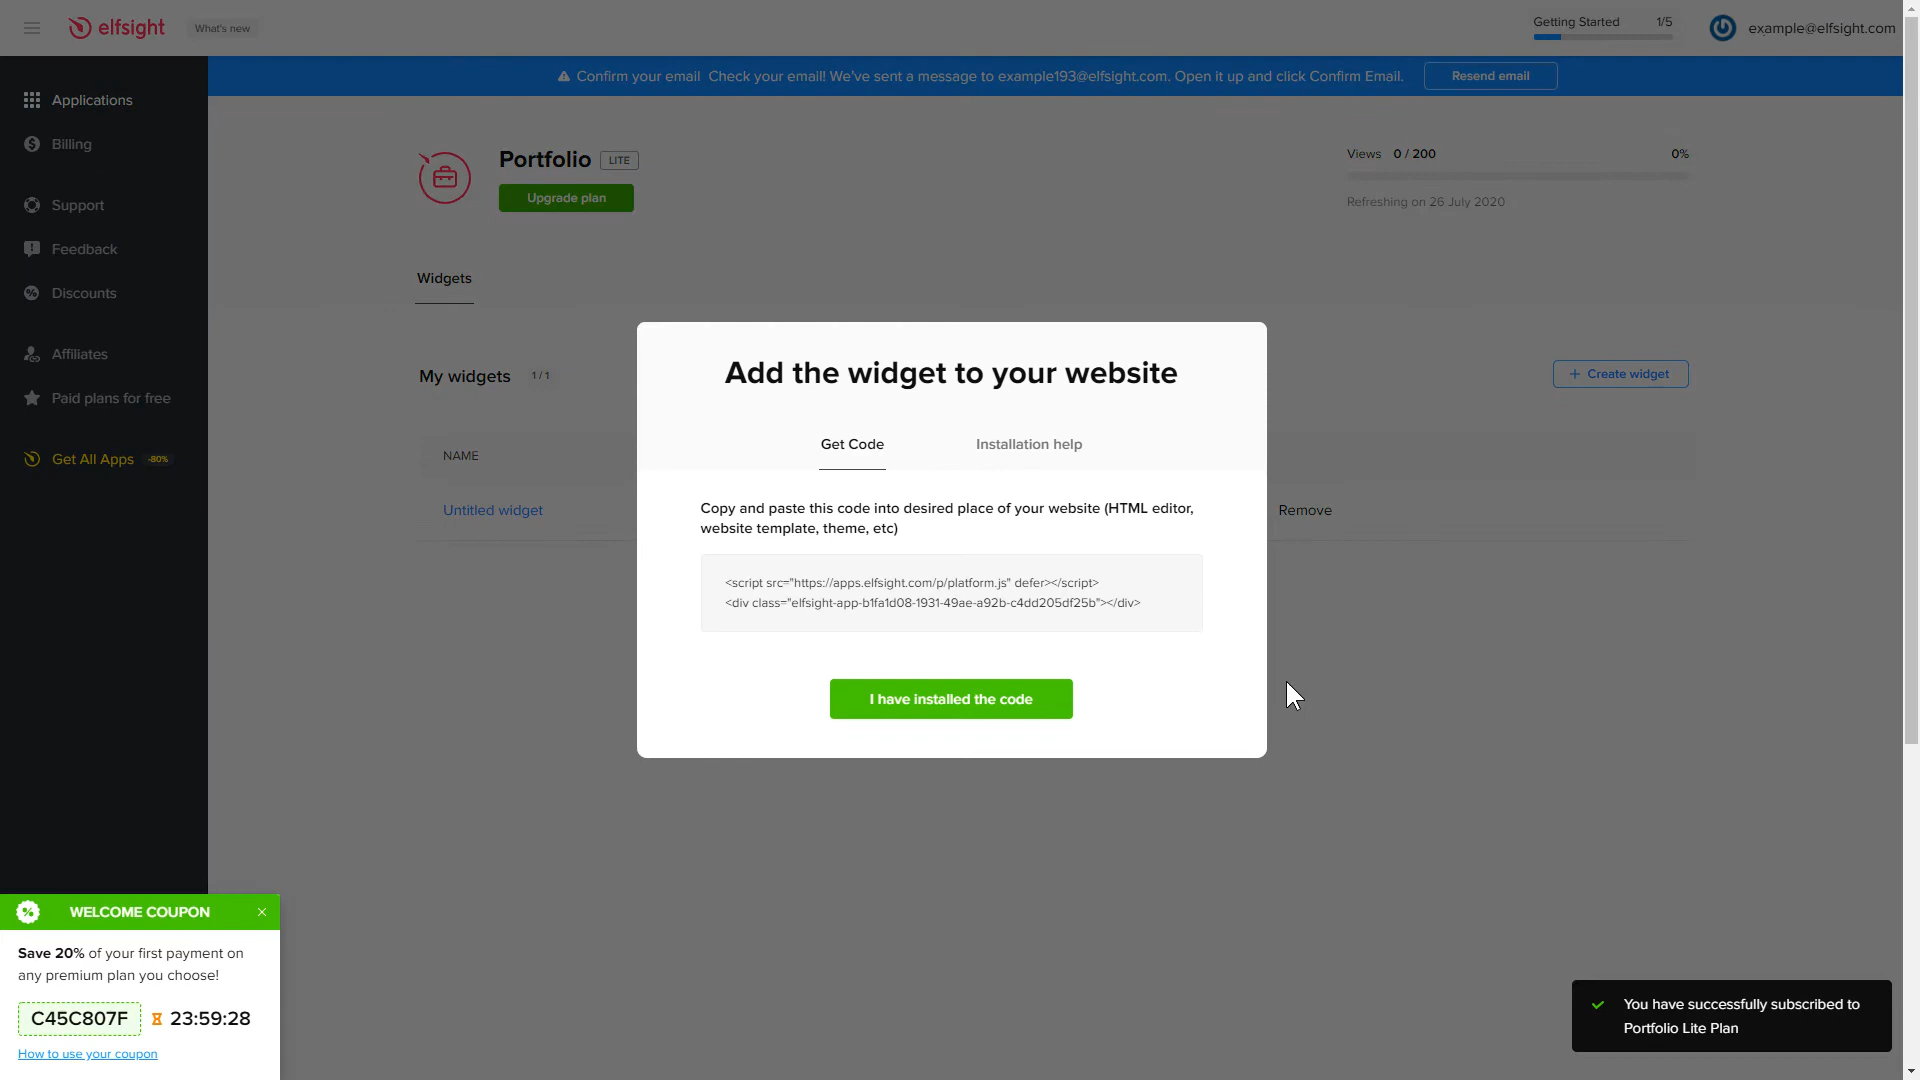 elfsight
What's new
Getting Started 1/5
example@elfsight.com
Confirm your email Check your email! We've sent a message to example193@elfsight.com. Open it up and click Confirm Email.
Resend email
Applications
Billing
Support
Feedback
Discounts
Affiliates
Paid plans for free
Get All Apps -80%
Portfolio LITE
Upgrade plan
Views 0 / 200 0%
Refreshing on 26 July 2020
Widgets
My widgets 1 / 1
+ Create widget
NAME
Untitled widget
Remove
Add the widget to your website
Get Code Installation help
Copy and paste this code into desired place of your website (HTML editor,
website template, theme, etc)
<script src="https://apps.elfsight.com/p/platform.js" defer></script>
<div class="elfsight-app-b1fa1d08-1931-49ae-a92b-c4dd205df25b"></div>
I have installed the code
WELCOME COUPON
Save 20% of your first payment on
any premium plan you choose!
C45C807F 23:59:28
How to use your coupon
You have successfully subscribed to
Portfolio Lite Plan